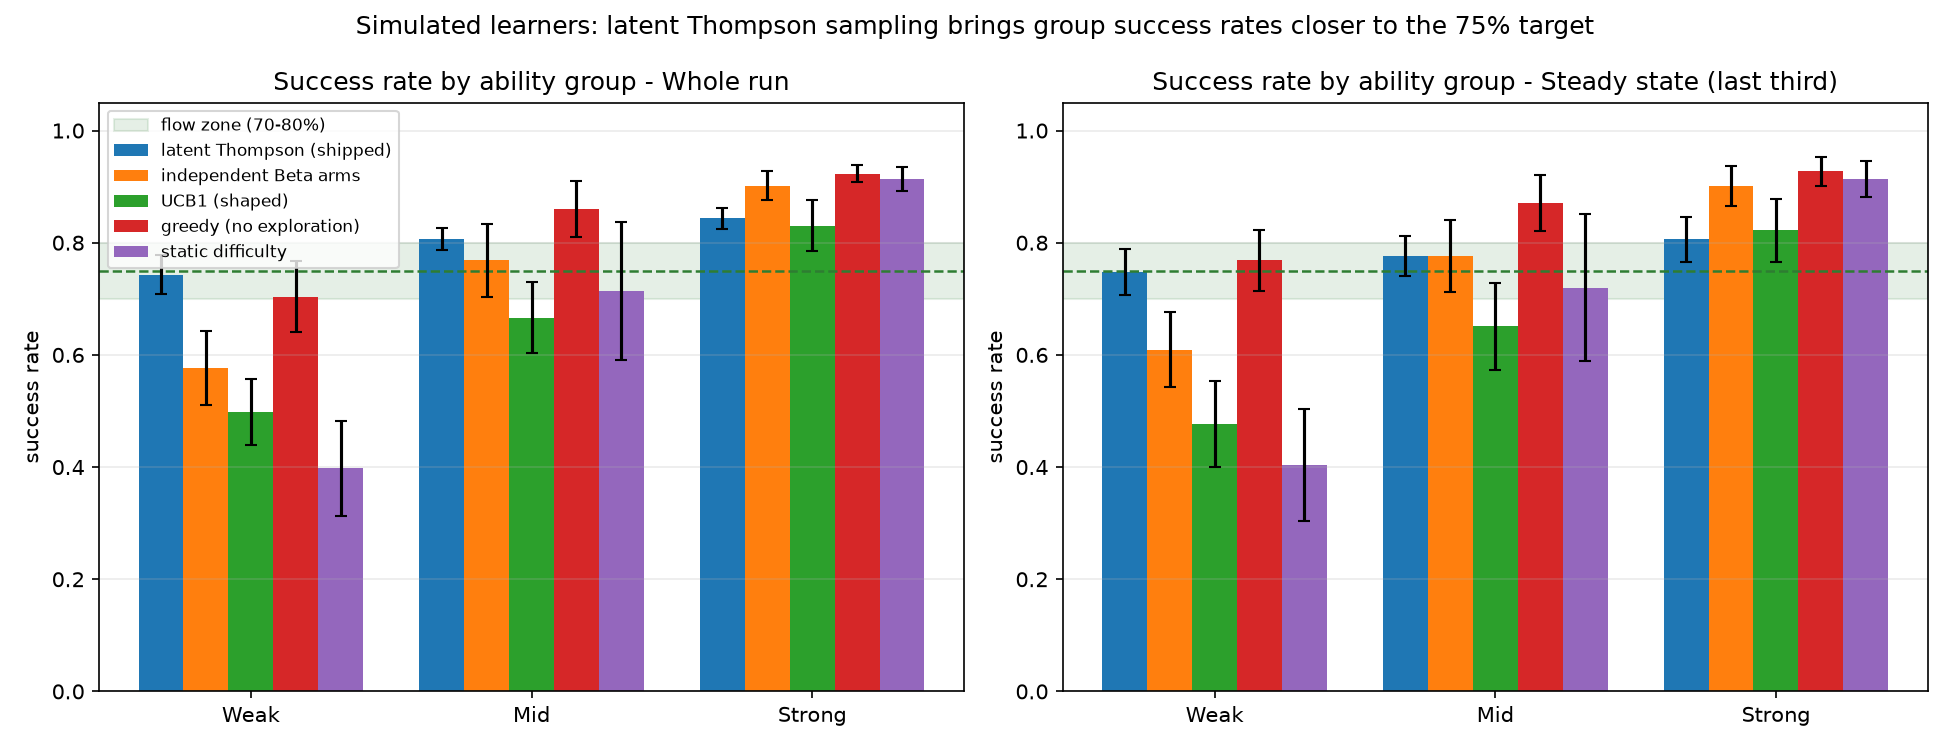 Simulated learners: latent Thompson sampling brings group success rates closer to the 75% target
Success rate by ability group - Whole run
success rate
1.0
0.8
0.6
0.4
0.2
0.0
flow zone (70-80%)
latent Thompson (shipped)
independent Beta arms
UCB1 (shaped)
greedy (no exploration)
static difficulty
Weak
Mid
Strong
Success rate by ability group - Steady state (last third)
success rate
1.0
0.8
0.6
0.4
0.2
0.0
Weak
Mid
Strong